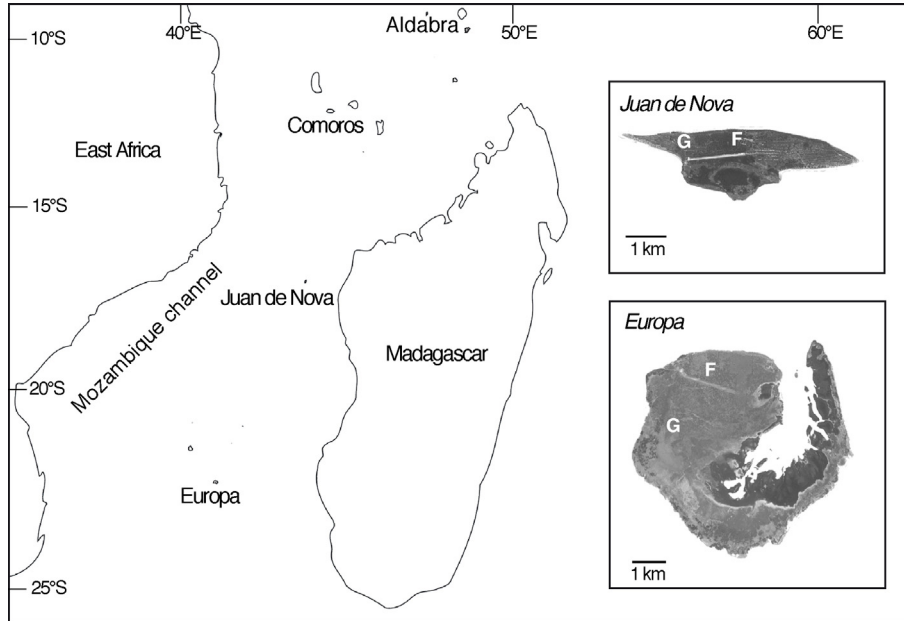 Aldabra
10°S
40°E
50°E
60°E
Juan de Nova
G
F
East Africa
Comoros
15°S
1 km
Mozambique channel
Juan de Nova
Europa
Madagascar
F
20°S
G
Europa
1 km
25°S